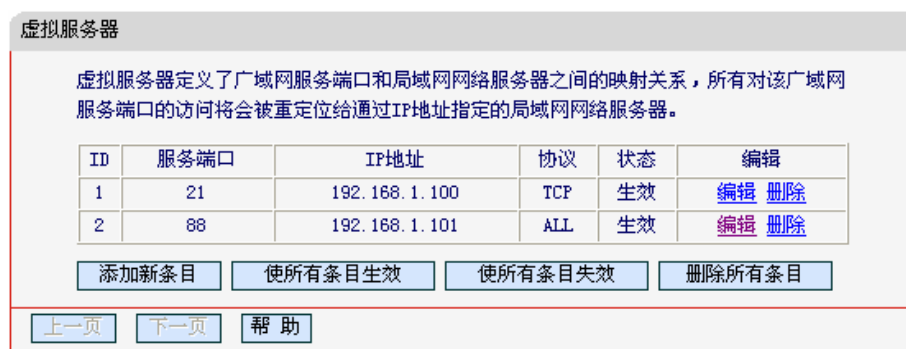 虚拟服务器
虚拟服务器定义了广域网服务端口和局域网网络服务器之间的映射关系，所有对该广域网
服务端口的访问将会被重定位给通过IP地址指定的局域网网络服务器。
ID 服务端口 IP地址 协议 状态 编辑
1 21 192.168.1.100 TCP 生效 编辑 删除
2 88 192.168.1.101 ALL 生效 编辑 删除
添加新条目 使所有条目生效 使所有条目失效 删除所有条目
上一页 下一页 帮 助